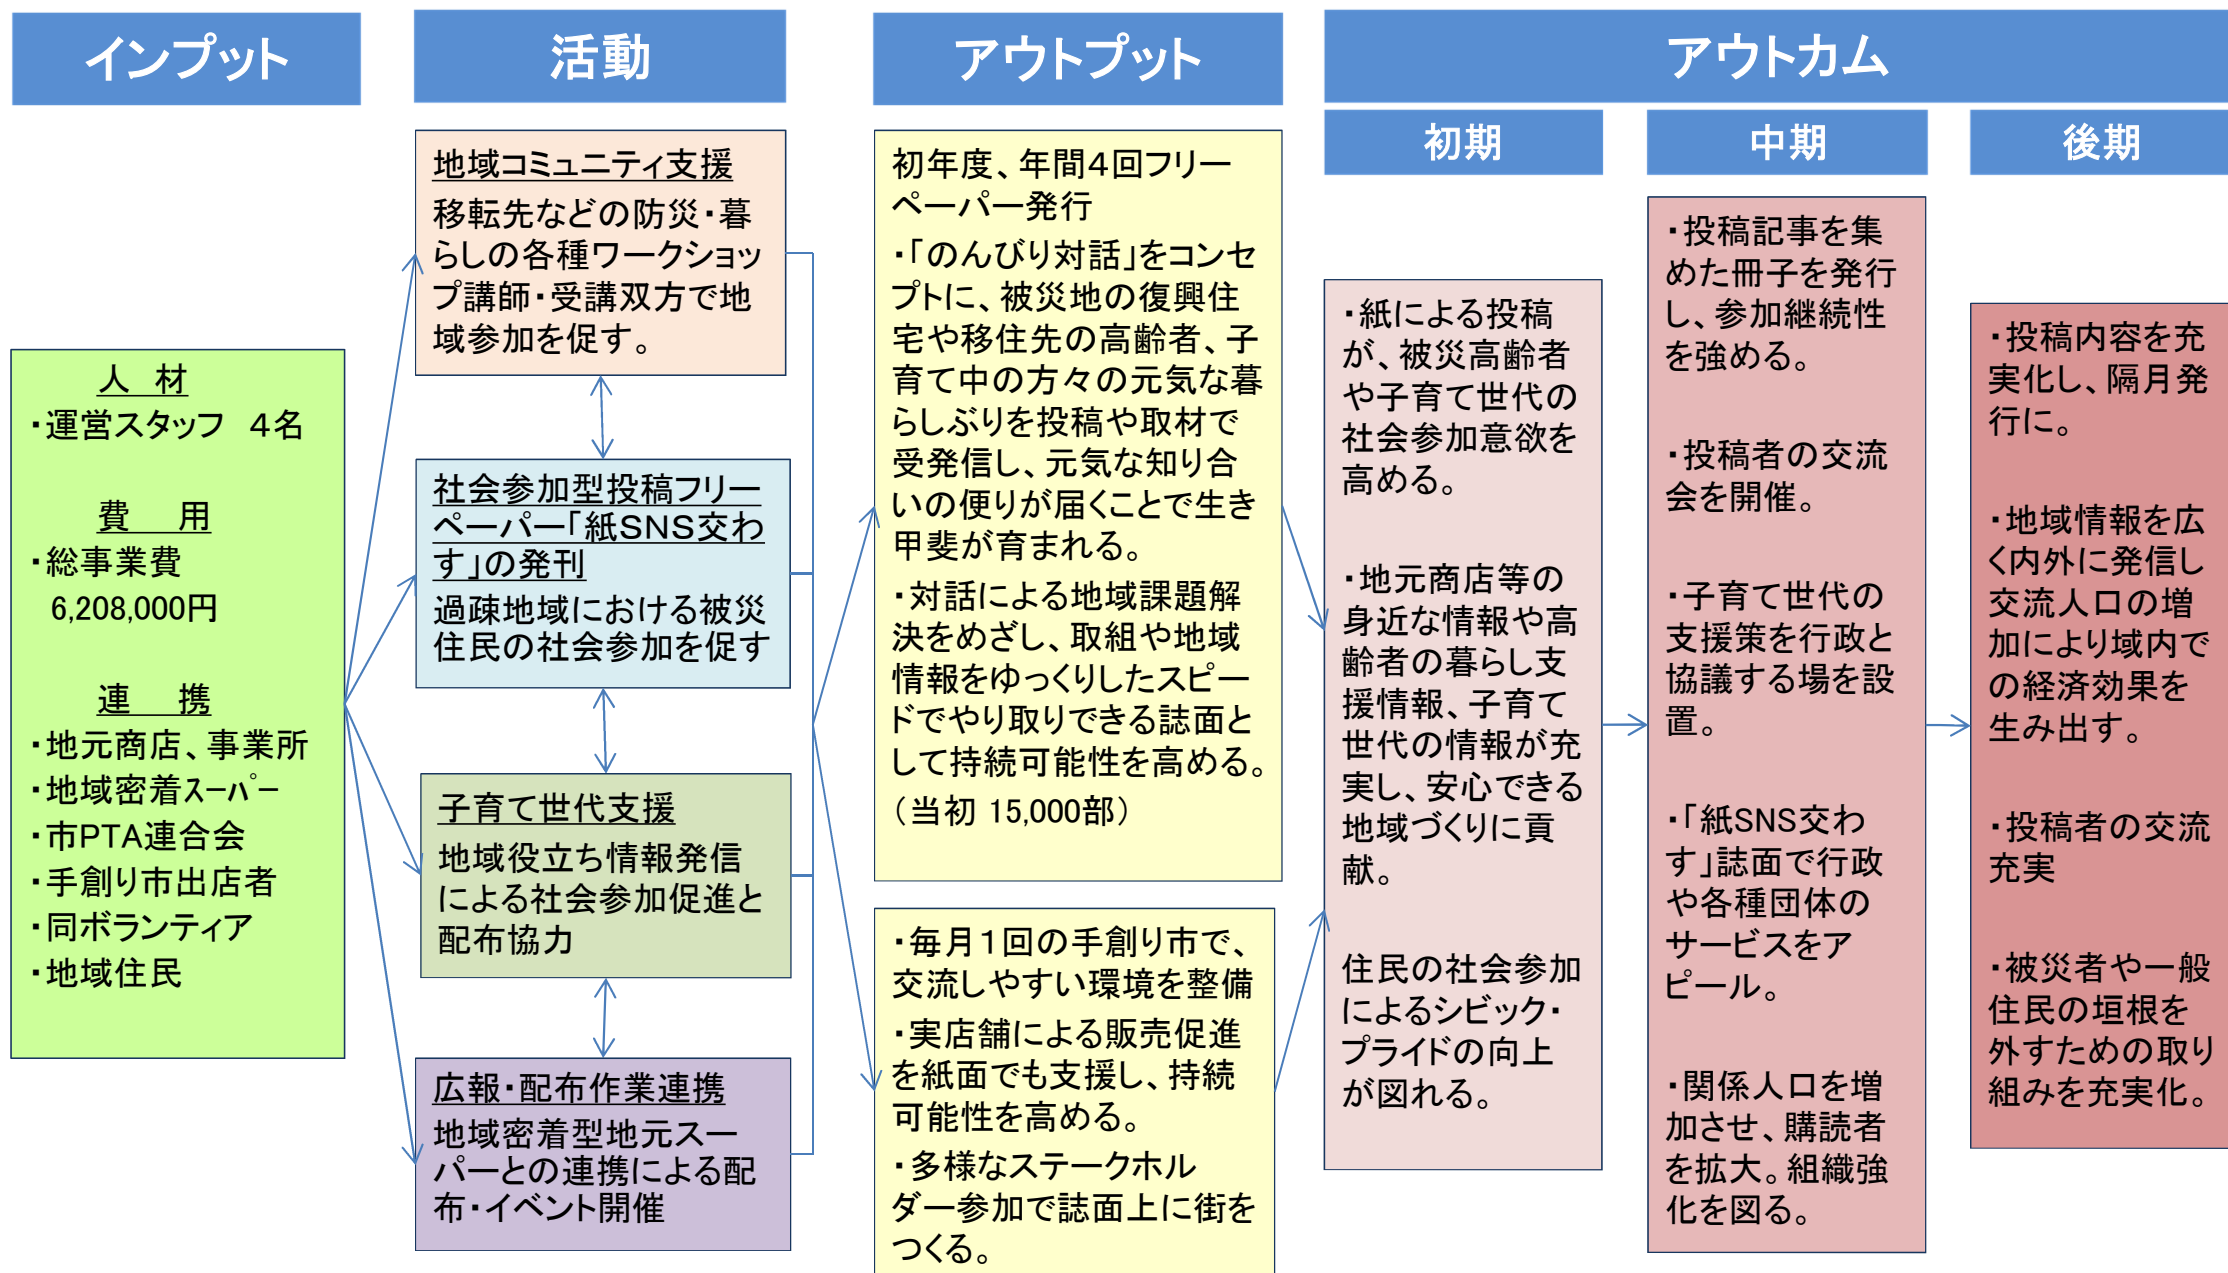 インプット
人　材
・運営スタッフ　４名
費　用
・総事業費
6,208,000円
連　携
・地元商店、事業所
・地域密着ｽｰﾊﾟｰ
・市PTA連合会
・手創り市出店者
・同ボランティア
・地域住民
活動
地域コミュニティ支援
移転先などの防災・暮
らしの各種ワークショッ
プ講師・受講双方で地
域参加を促す。
社会参加型投稿フリー
ペーパー「紙SNS交わ
す」の発刊
過疎地域における被災
住民の社会参加を促す
子育て世代支援
地域役立ち情報発信
による社会参加促進と
配布協力
広報・配布作業連携
地域密着型地元スー
パーとの連携による配
布・イベント開催
アウトプット
初年度、年間４回フリー
ペーパー発行
・「のんびり対話」をコンセ
プトに、被災地の復興住
宅や移住先の高齢者、子
育て中の方々の元気な暮
らしぶりを投稿や取材で
受発信し、元気な知り合
いの便りが届くことで生き
甲斐が育まれる。
・対話による地域課題解
決をめざし、取組や地域
情報をゆっくりしたスピー
ドでやり取りできる誌面と
して持続可能性を高める。
（当初 15,000部）
・毎月１回の手創り市で、
交流しやすい環境を整備
・実店舗による販売促進
を紙面でも支援し、持続
可能性を高める。
・多様なステークホル
ダー参加で誌面上に街を
つくる。
アウトカム
初期
・紙による投稿
が、被災高齢者
や子育て世代の
社会参加意欲を
高める。
・地元商店等の
身近な情報や高
齢者の暮らし支
援情報、子育て
世代の情報が充
実し、安心できる
地域づくりに貢
献。
住民の社会参加
によるシビック・
プライドの向上
が図れる。
中期
・投稿記事を集
めた冊子を発行
し、参加継続性
を強める。
・投稿者の交流
会を開催。
・子育て世代の
支援策を行政と
協議する場を設
置。
・「紙SNS交わ
す」誌面で行政
や各種団体の
サービスをア
ピール。
・関係人口を増
加させ、購読者
を拡大。組織強
化を図る。
後期
・投稿内容を充
実化し、隔月発
行に。
・地域情報を広
く内外に発信し
交流人口の増
加により域内で
の経済効果を
生み出す。
・投稿者の交流
充実
・被災者や一般
住民の垣根を
外すための取り
組みを充実化。